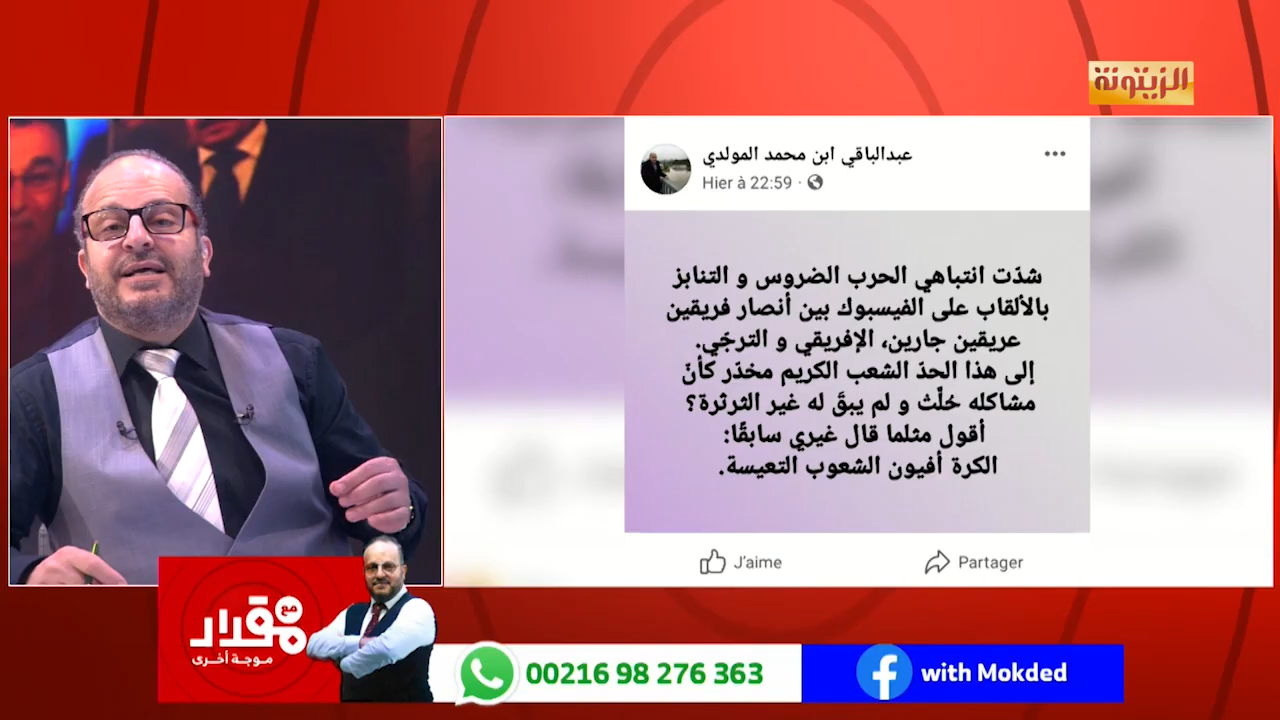 الزيتونة
عبدالباقي ابن محمد المولدي
Hier à 22:59 ·
شدّت انتباهي الحرب الضروس و التنابز
بالألقاب على الفيسبوك بين أنصار فريقين
عريقين جارين، الإفريقي و الترجّي.
إلى هذا الحدّ الشعب الكريم مخدّر كأنّ
مشاكله حُلَّتْ و لم يبقَ له غير الثرثرة؟
أقول مثلما قال غيري سابقًا:
الكرة أفيون الشعوب التعيسة.
J'aime
Partager
مع
مقداد
موجة أخرى
00216 98 276 363
with Mokded